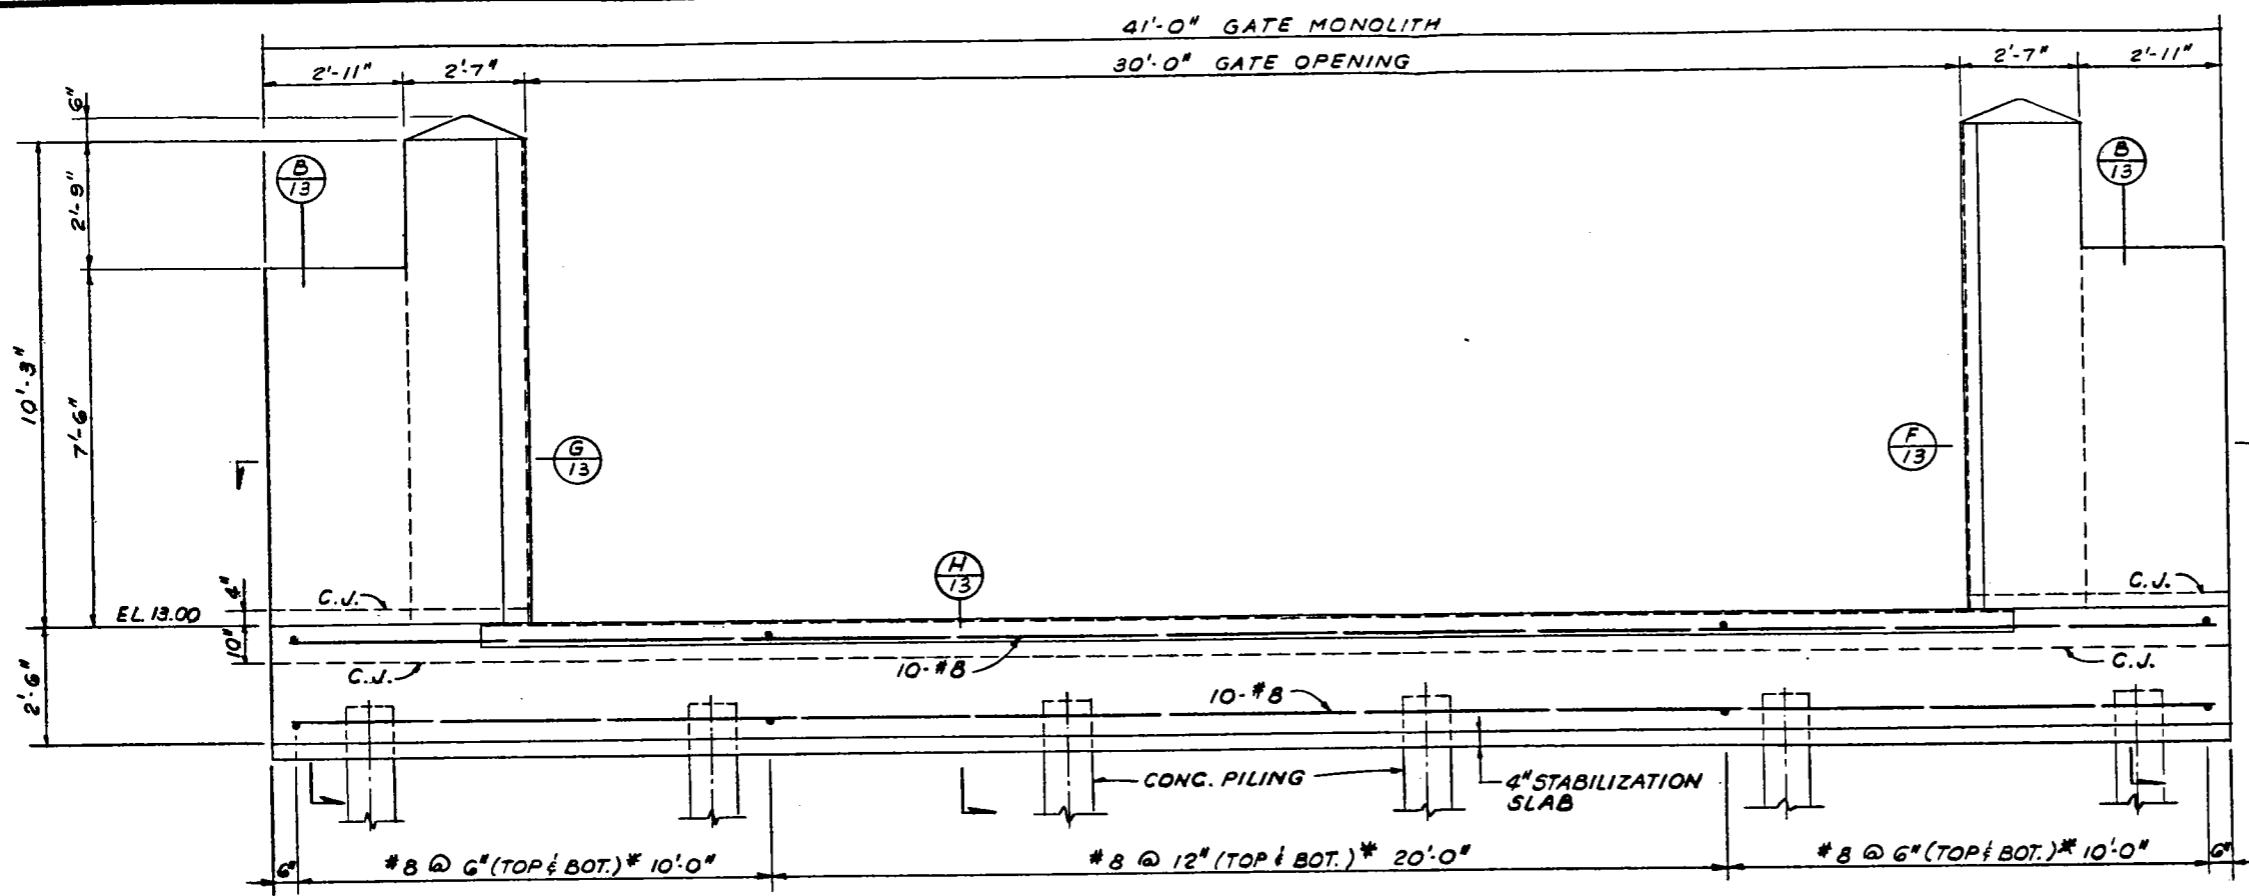 41'-0" GATE MONOLITH
2'-11" 2'-7" 30'-0" GATE OPENING 2'-7" 2'-11"
6"
B
13
B
13
2'-9"
10'-3"
7'-6"
G
13
F
13
H
13
4"
C.J.
C.J.
EL. 13.00
10"
C.J.
10-#8
C.J.
2'-6"
10-#8
CONC. PILING
4" STABILIZATION
SLAB
6" #8 @ 6" (TOP & BOT.)* 10'-0" #8 @ 12" (TOP & BOT.)* 20'-0" #8 @ 6" (TOP & BOT.)* 10'-0" 6"